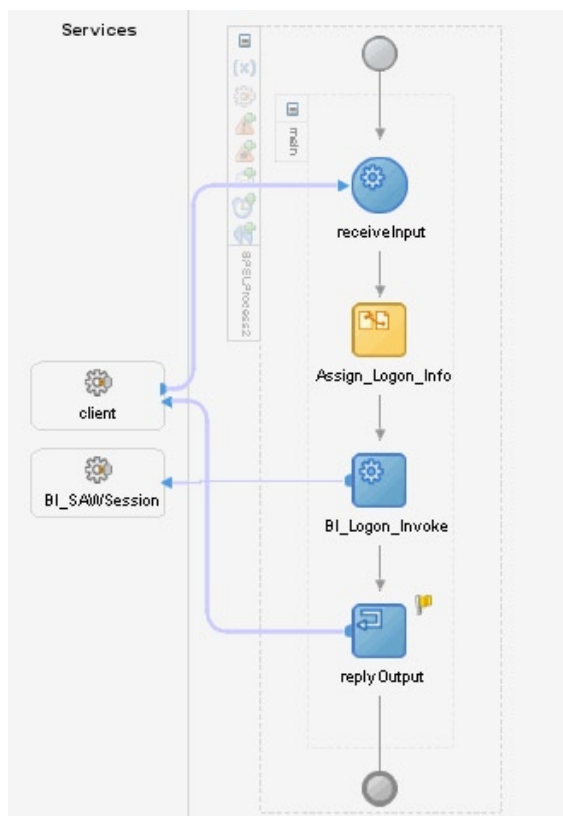 Services
(x)
main
BPELProcess2
receiveInput
Assign_Logon_Info
client
BI_SAWSession
BI_Logon_Invoke
replyOutput